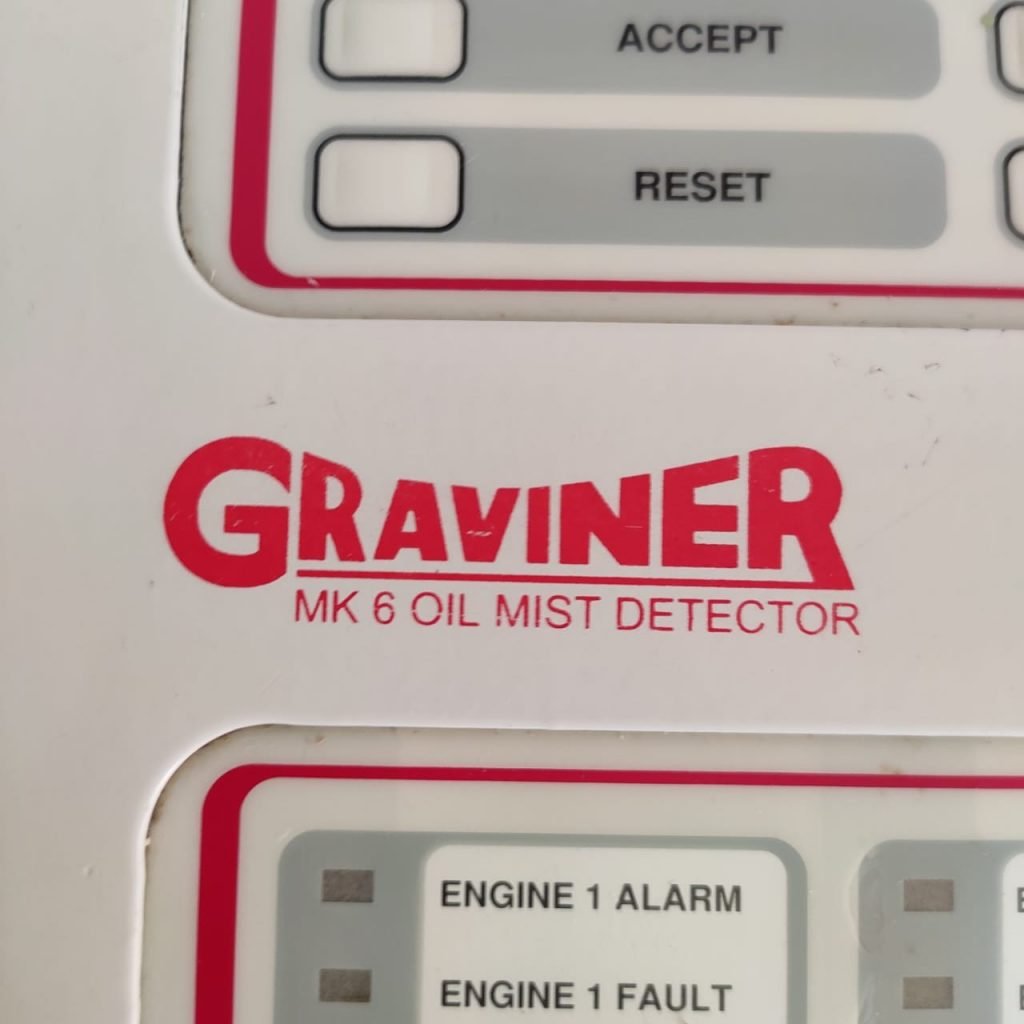 ACCEPT
RESET
GRAVINER
MK 6 OIL MIST DETECTOR
ENGINE 1 ALARM
ENGINE 1 FAULT